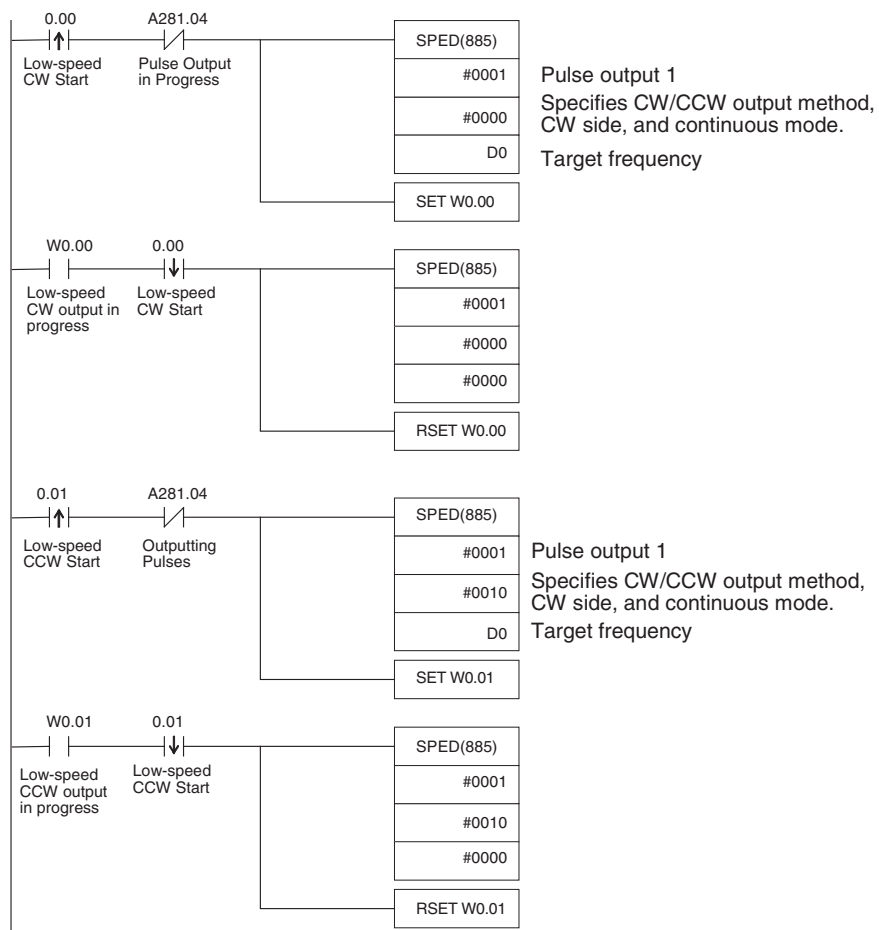 0.00 A281.04
SPED(885)
Low-speed
CW Start
Pulse Output
in Progress
#0001 Pulse output 1
#0000 Specifies CW/CCW output method,
CW side, and continuous mode.
D0 Target frequency
SET W0.00
W0.00 0.00
SPED(885)
Low-speed
CW output in
progress
Low-speed
CW Start
#0001
#0000
#0000
RSET W0.00
0.01 A281.04
SPED(885)
Low-speed
CCW Start
Outputting
Pulses
#0001 Pulse output 1
#0010 Specifies CW/CCW output method,
CW side, and continuous mode.
D0 Target frequency
SET W0.01
W0.01 0.01
SPED(885)
Low-speed
CCW output
in progress
Low-speed
CCW Start
#0001
#0010
#0000
RSET W0.01